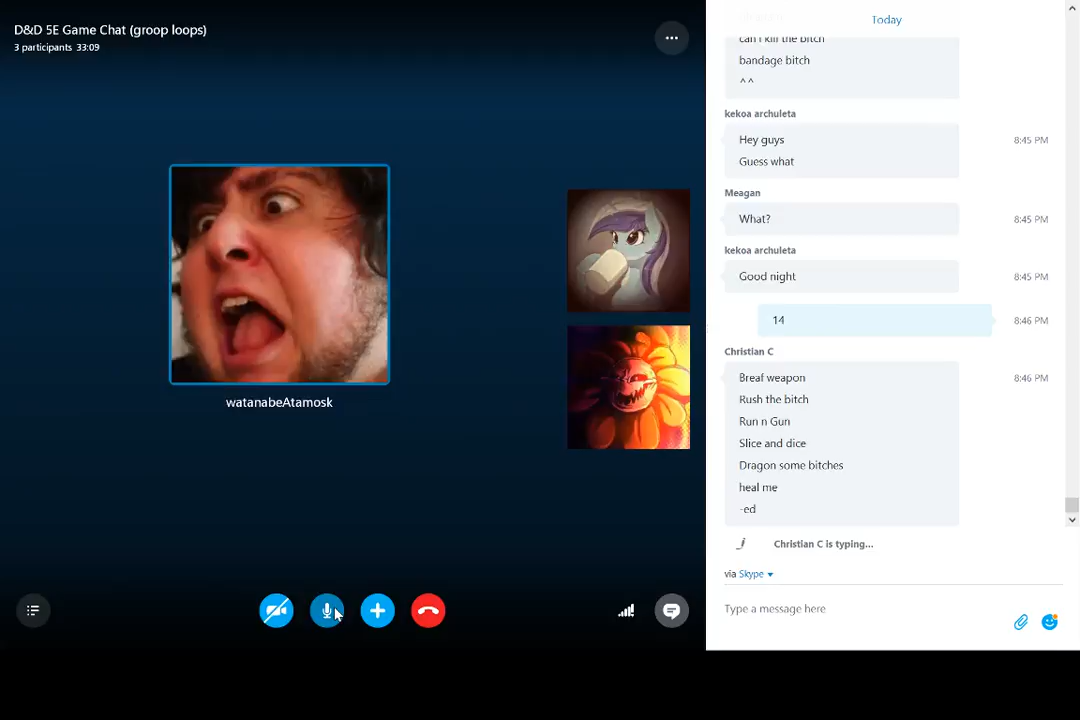 D&D 5E Game Chat (groop loops)
3 participants 33:09
watanabeAtamosk
Today
can i kill the bitch
bandage bitch
^ ^
kekoa archuleta
Hey guys 8:45 PM
Guess what
Meagan
What? 8:45 PM
kekoa archuleta
Good night 8:45 PM
14 8:46 PM
Christian C
Breaf weapon 8:46 PM
Rush the bitch
Run n Gun
Slice and dice
Dragon some bitches
heal me
-ed
Christian C is typing...
via Skype
Type a message here